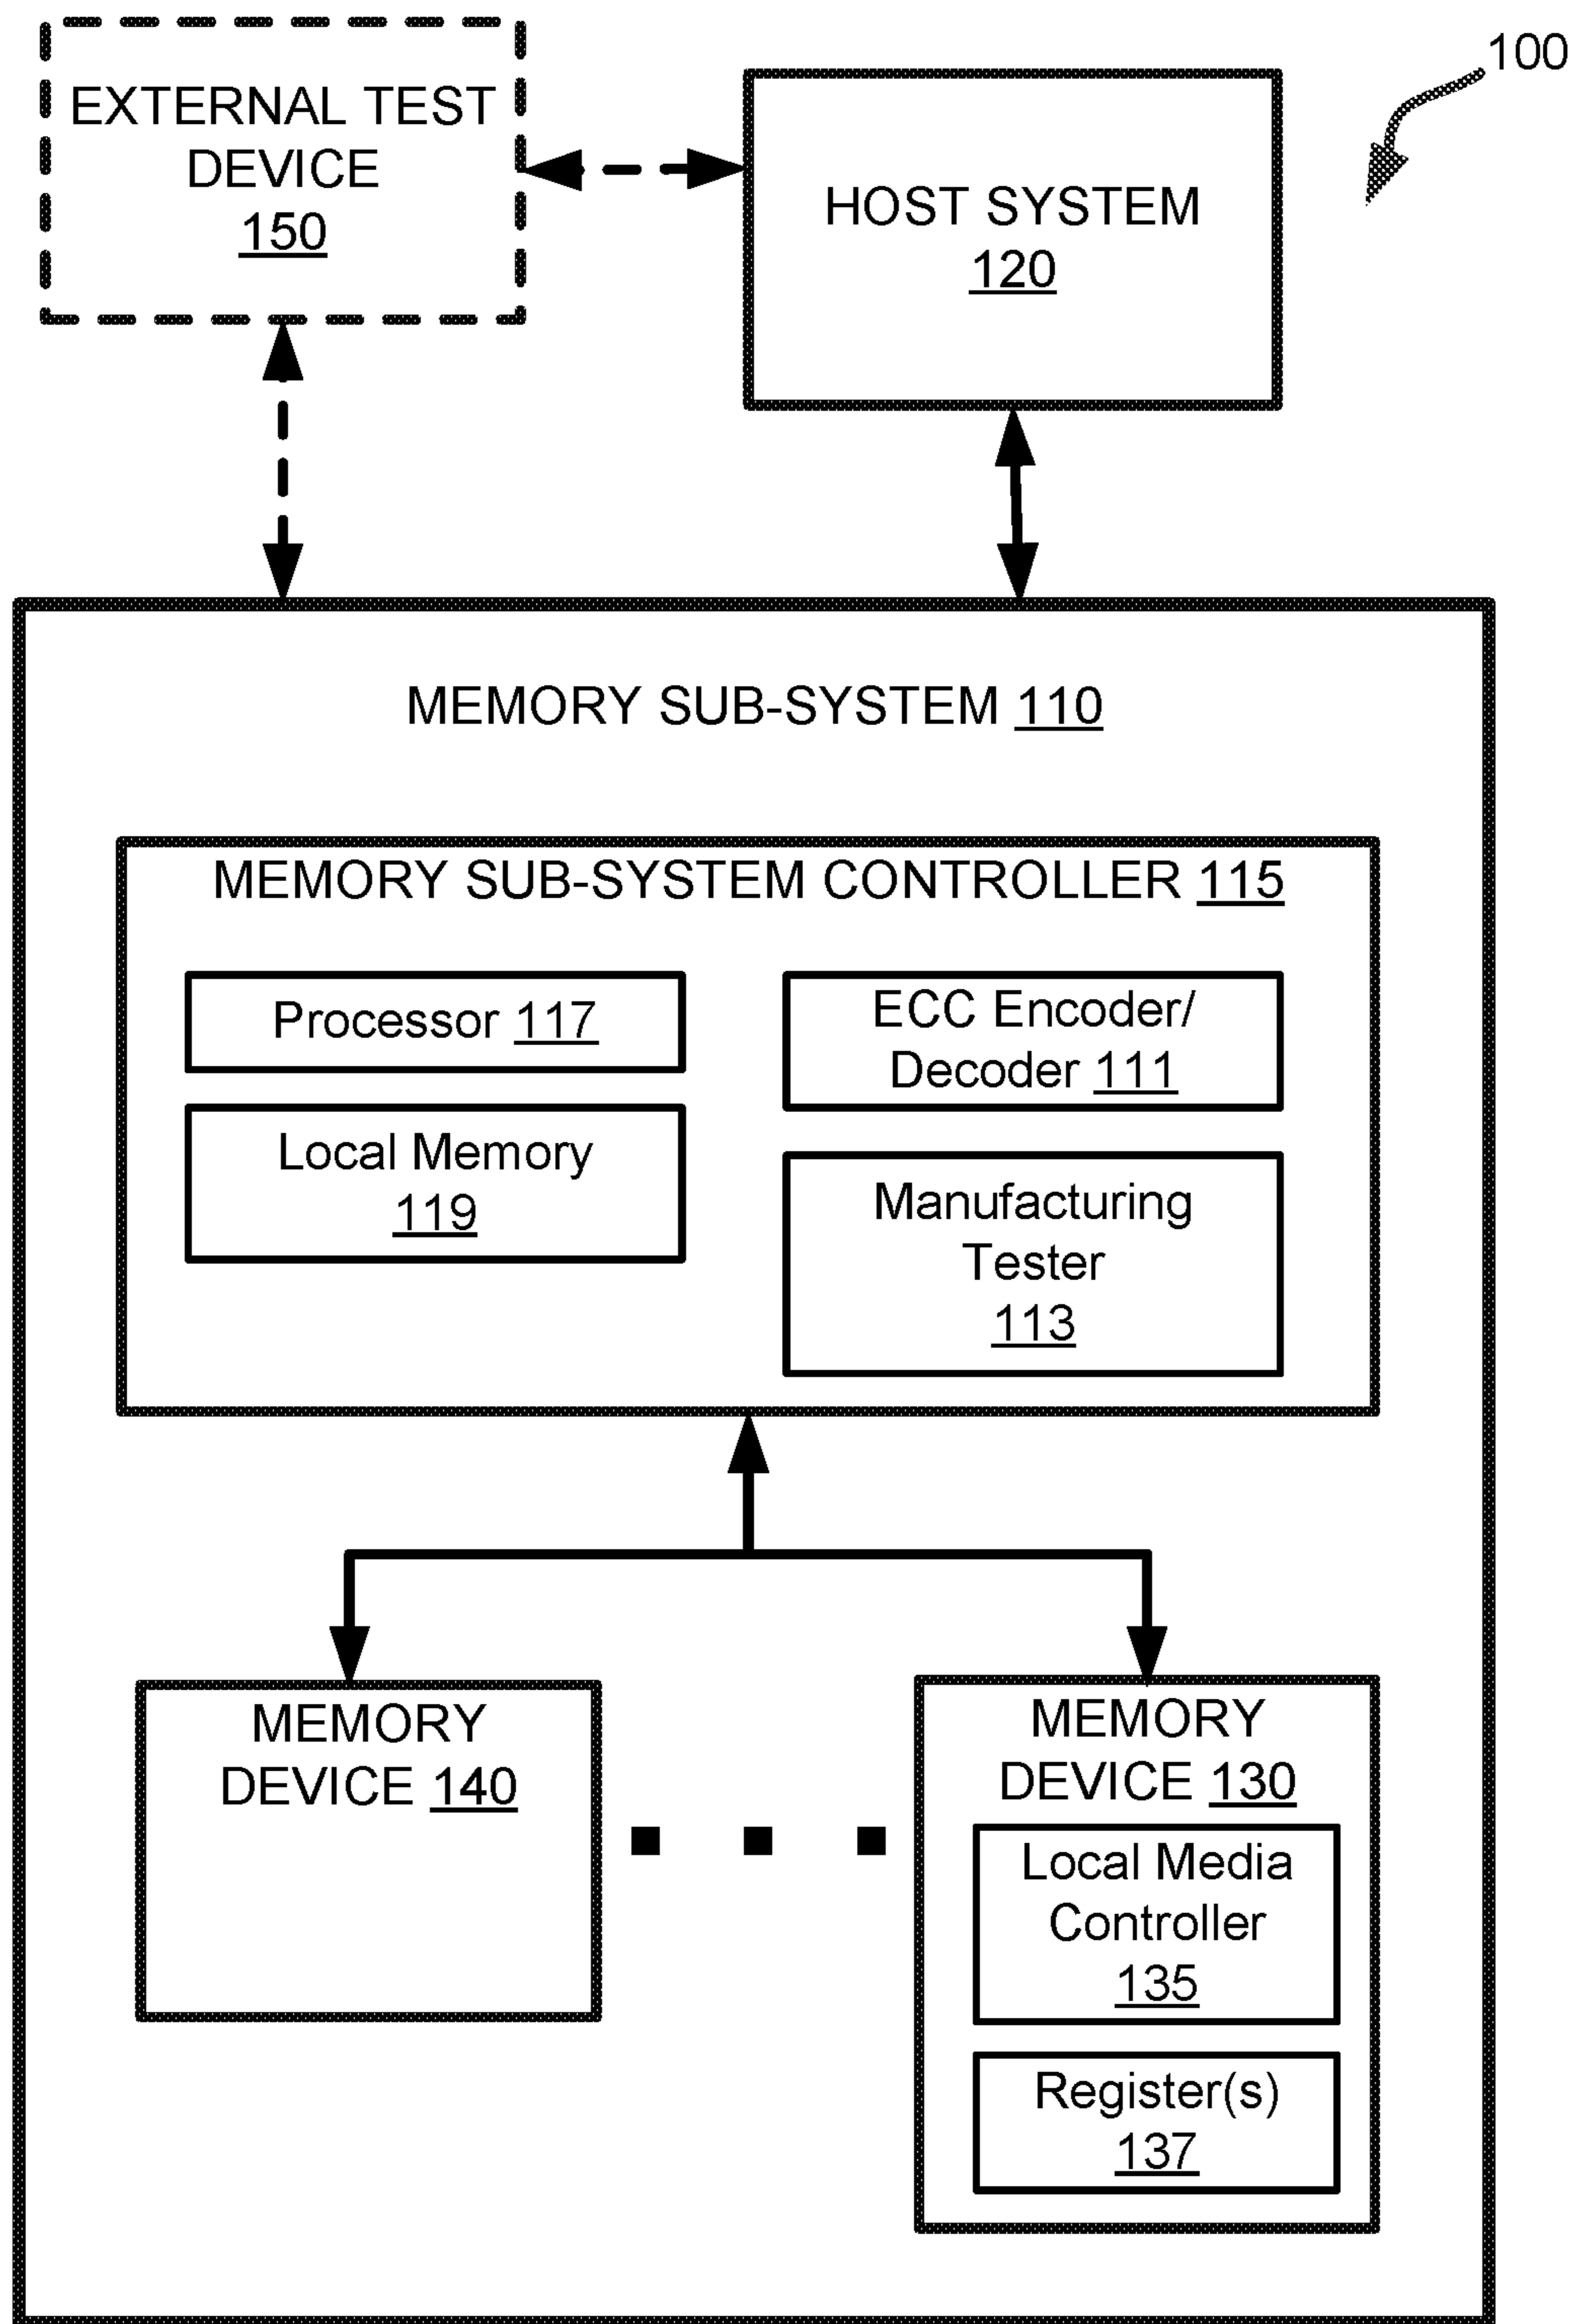 100
EXTERNAL TEST
DEVICE
150
HOST SYSTEM
120
MEMORY SUB-SYSTEM 110
MEMORY SUB-SYSTEM CONTROLLER 115
Processor 117
Local Memory
119
ECC Encoder/
Decoder 111
Manufacturing
Tester
113
MEMORY
DEVICE 140
MEMORY
DEVICE 130
Local Media
Controller
135
Register(s)
137